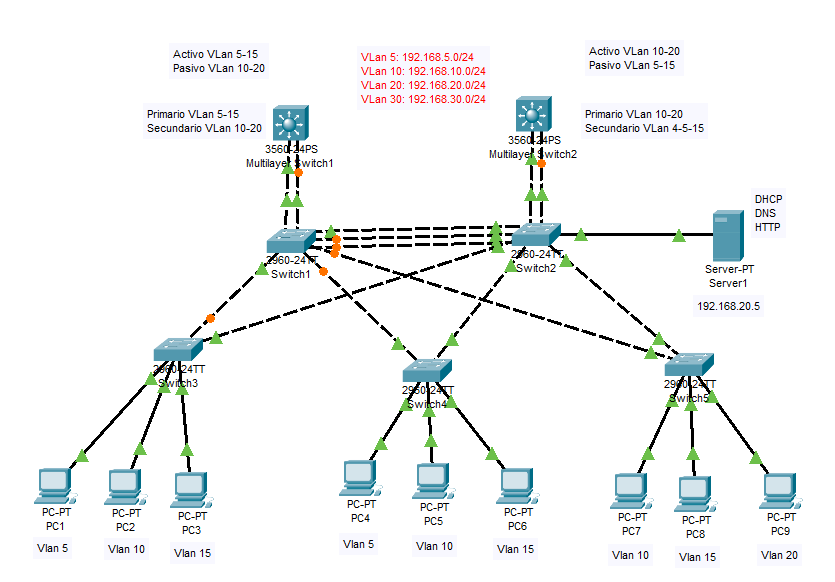 Activo VLan 5-15
Pasivo VLan 10-20
VLan 5: 192.168.5.0/24
VLan 10: 192.168.10.0/24
VLan 20: 192.168.20.0/24
VLan 30: 192.168.30.0/24
Activo VLan 10-20
Pasivo VLan 5-15
Primario VLan 5-15
Secundario VLan 10-20
Primario VLan 10-20
Secundario VLan 4-5-15
3560-24PS
Multilayer Switch1
3560-24PS
Multilayer Switch2
DHCP
DNS
HTTP
2960-24TT
Switch1
2960-24TT
Switch2
Server-PT
Server1
192.168.20.5
2960-24TT
Switch3
2960-24TT
Switch4
2960-24TT
Switch5
PC-PT
PC1
PC-PT
PC2
PC-PT
PC3
PC-PT
PC4
PC-PT
PC5
PC-PT
PC6
PC-PT
PC7
PC-PT
PC8
PC-PT
PC9
Vlan 5
Vlan 10
Vlan 15
Vlan 5
Vlan 10
Vlan 15
Vlan 10
Vlan 15
Vlan 20